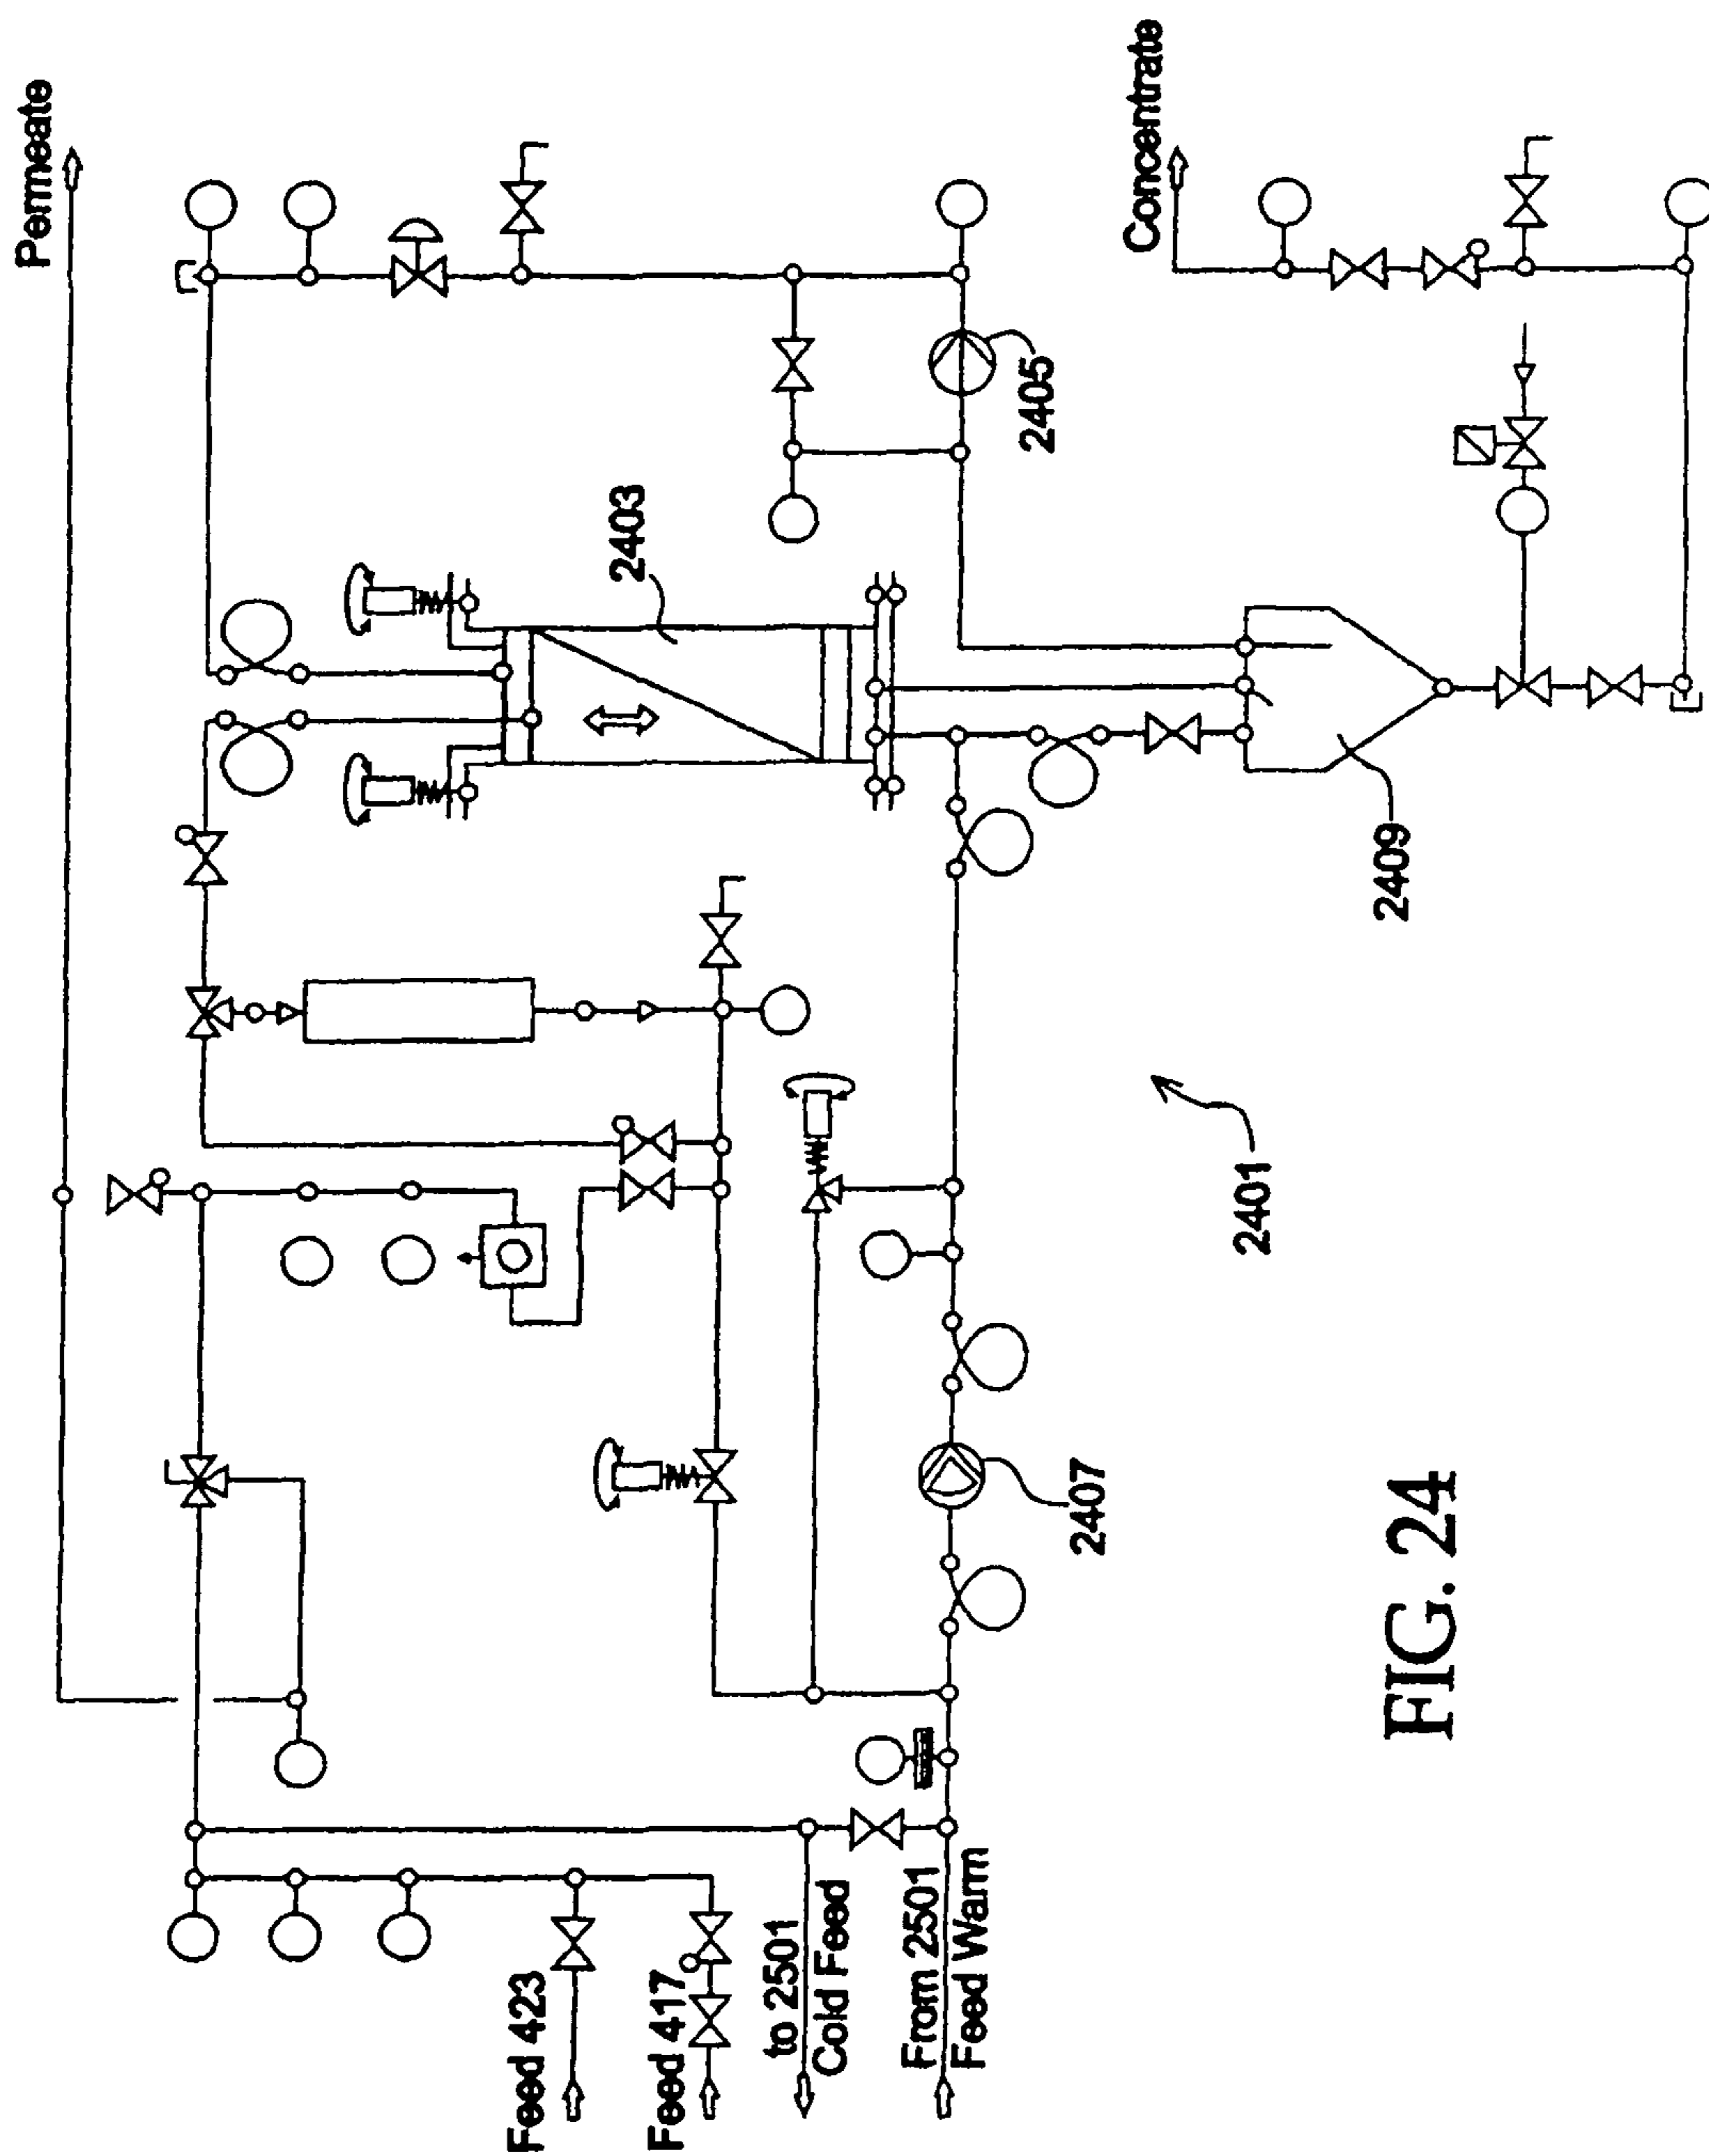 Permeate
Concentrate
2403
2405
2409
2401
2407
Feed 423
Feed 417
to 2501
Cold Feed
From 2501
Feed Warm
FIG. 24